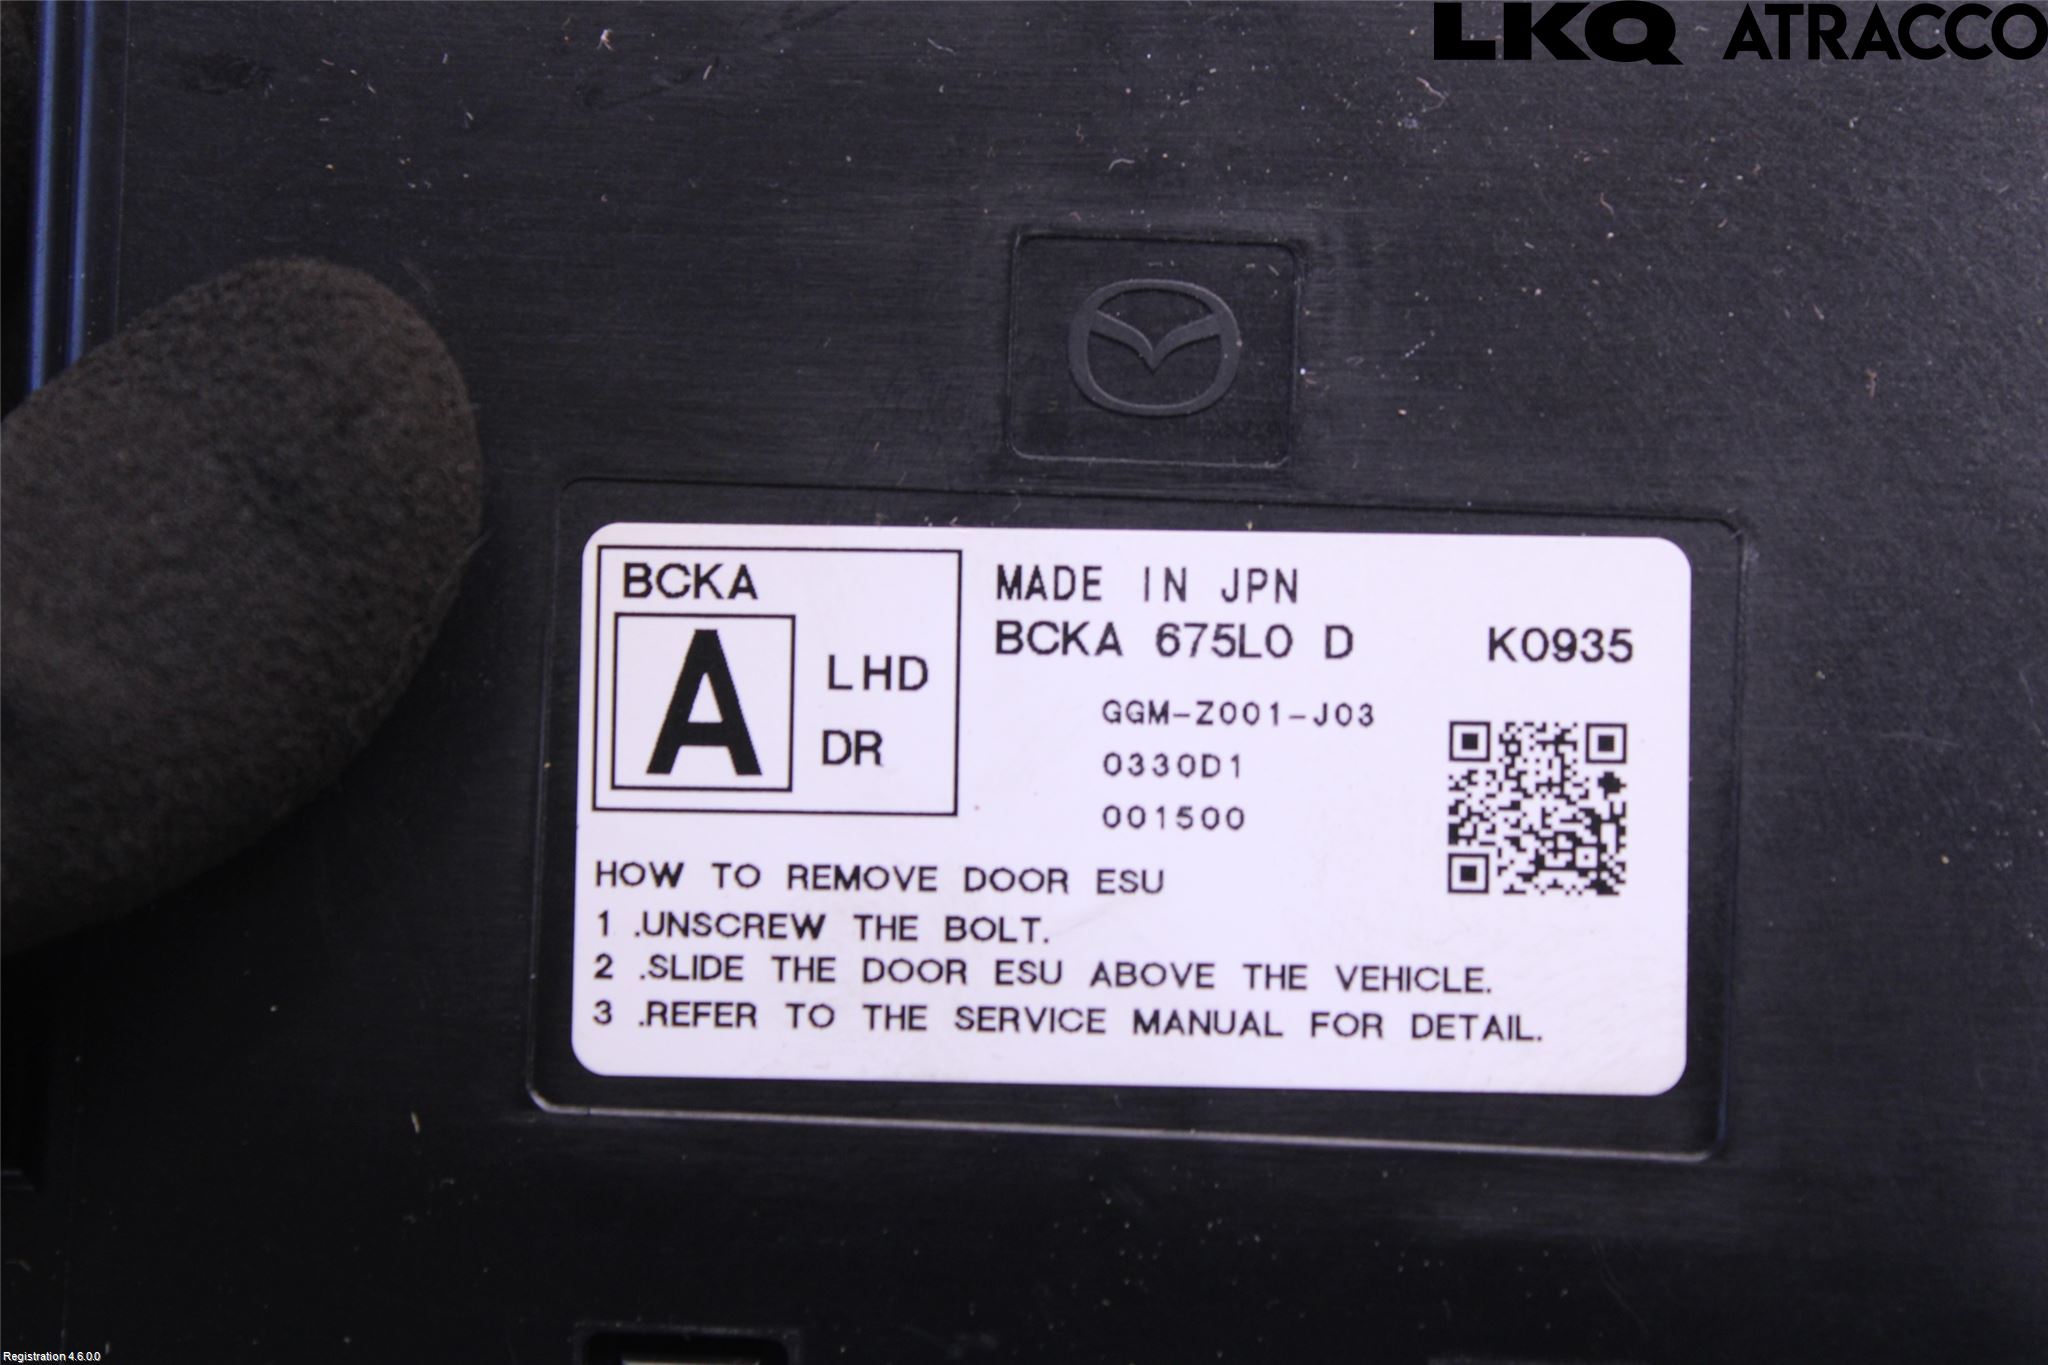 LKQ ATRACCO
BCKA
A
LHD
DR
MADE IN JPN
BCKA 675L0 D K0935
GGM-Z001-J03
0330D1
001500
HOW TO REMOVE DOOR ESU
1 .UNSCREW THE BOLT.
2 .SLIDE THE DOOR ESU ABOVE THE VEHICLE.
3 .REFER TO THE SERVICE MANUAL FOR DETAIL.
Registration 4.6.0.0